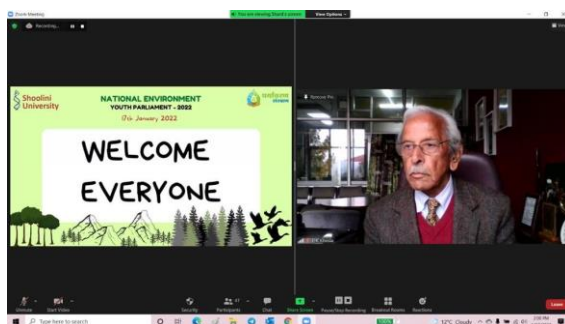 Zoom Meeting
You are viewing Shoolini's screen
View Options
Recording...
Shoolini
University
NATIONAL ENVIRONMENT
YOUTH PARLIAMENT - 2022
17th January 2022
WELCOME
EVERYONE
Unmute
Start Video
Security
Participants
Chat
Share Screen
Pause/Stop Recording
Breakout Rooms
Reactions
Leave
Type here to search
12°C Cloudy